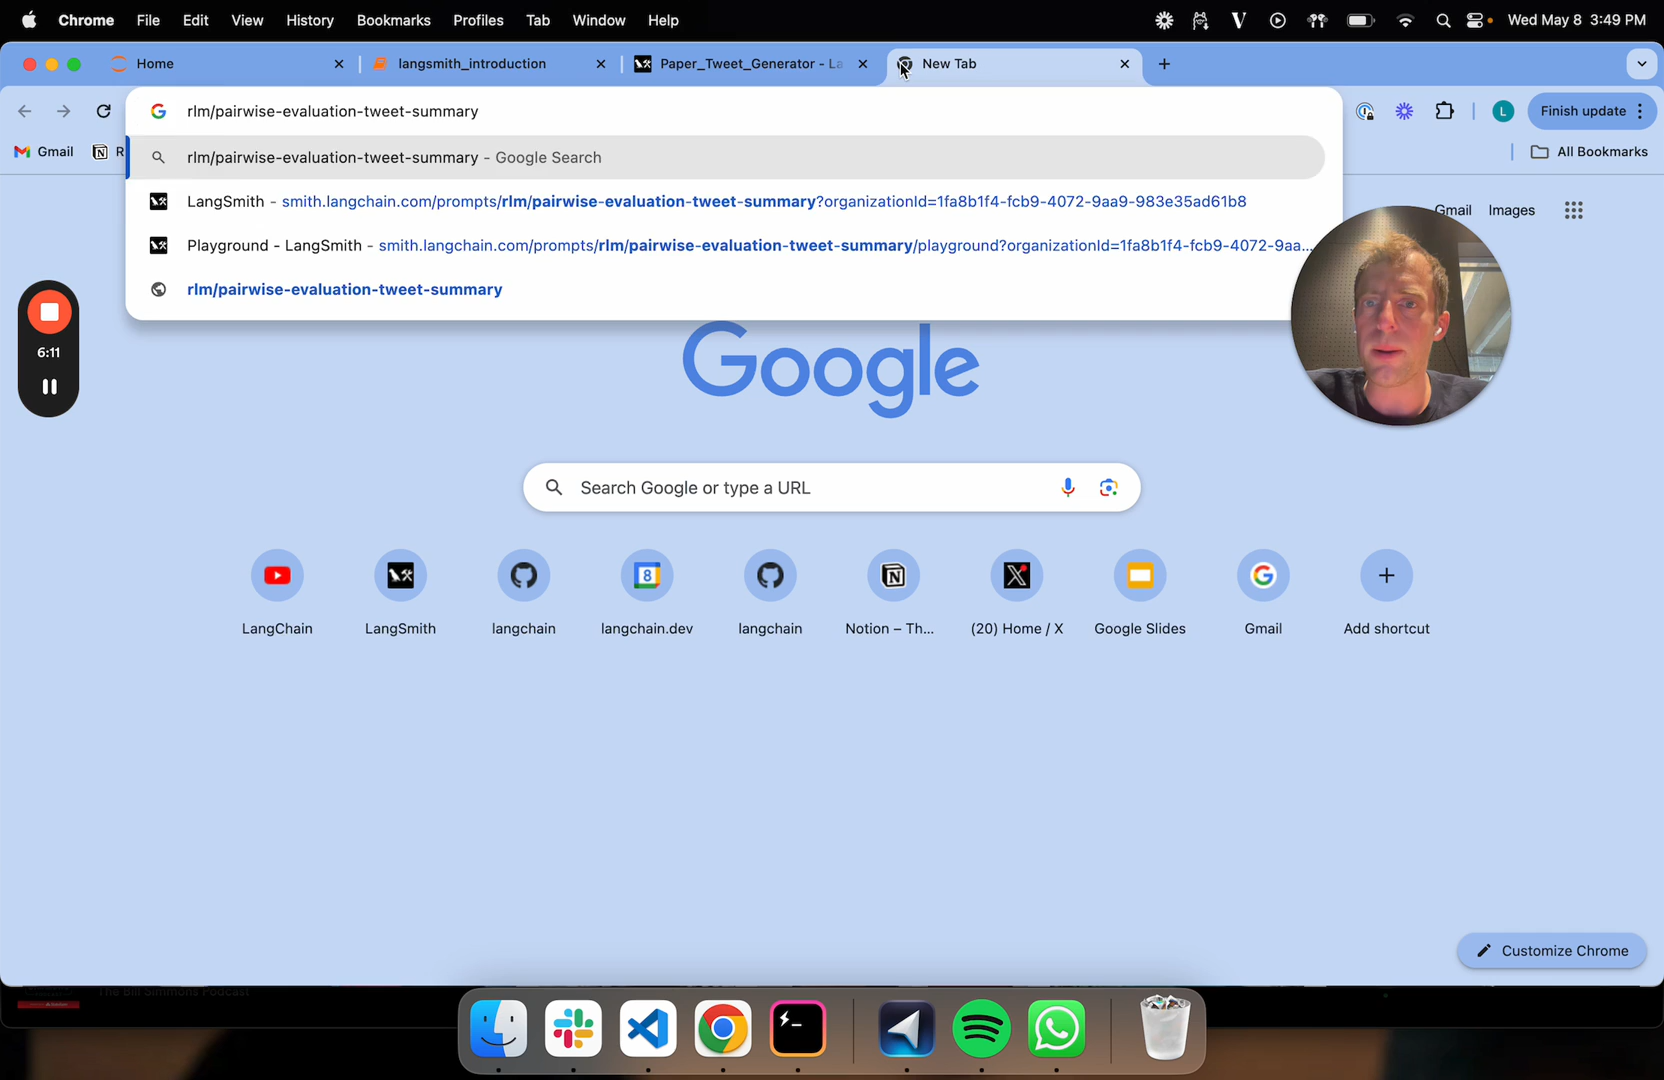 Chrome File Edit View History Bookmarks Profiles Tab Window Help Wed May 8 3:49 PM
Home langsmith_introduction Paper_Tweet_Generator - La New Tab
rlm/pairwise-evaluation-tweet-summary Finish update
Gmail R All Bookmarks
rlm/pairwise-evaluation-tweet-summary - Google Search
LangSmith - smith.langchain.com/prompts/rlm/pairwise-evaluation-tweet-summary?organizationId=1fa8b1f4-fcb9-4072-9aa9-983e35ad61b8
Gmail Images
Playground - LangSmith - smith.langchain.com/prompts/rlm/pairwise-evaluation-tweet-summary/playground?organizationId=1fa8b1f4-fcb9-4072-9aa...
rlm/pairwise-evaluation-tweet-summary
6:11
Google
Search Google or type a URL
LangChain LangSmith langchain langchain.dev langchain Notion – Th... (20) Home / X Google Slides Gmail Add shortcut
Customize Chrome
The Bill Simmons Podcast